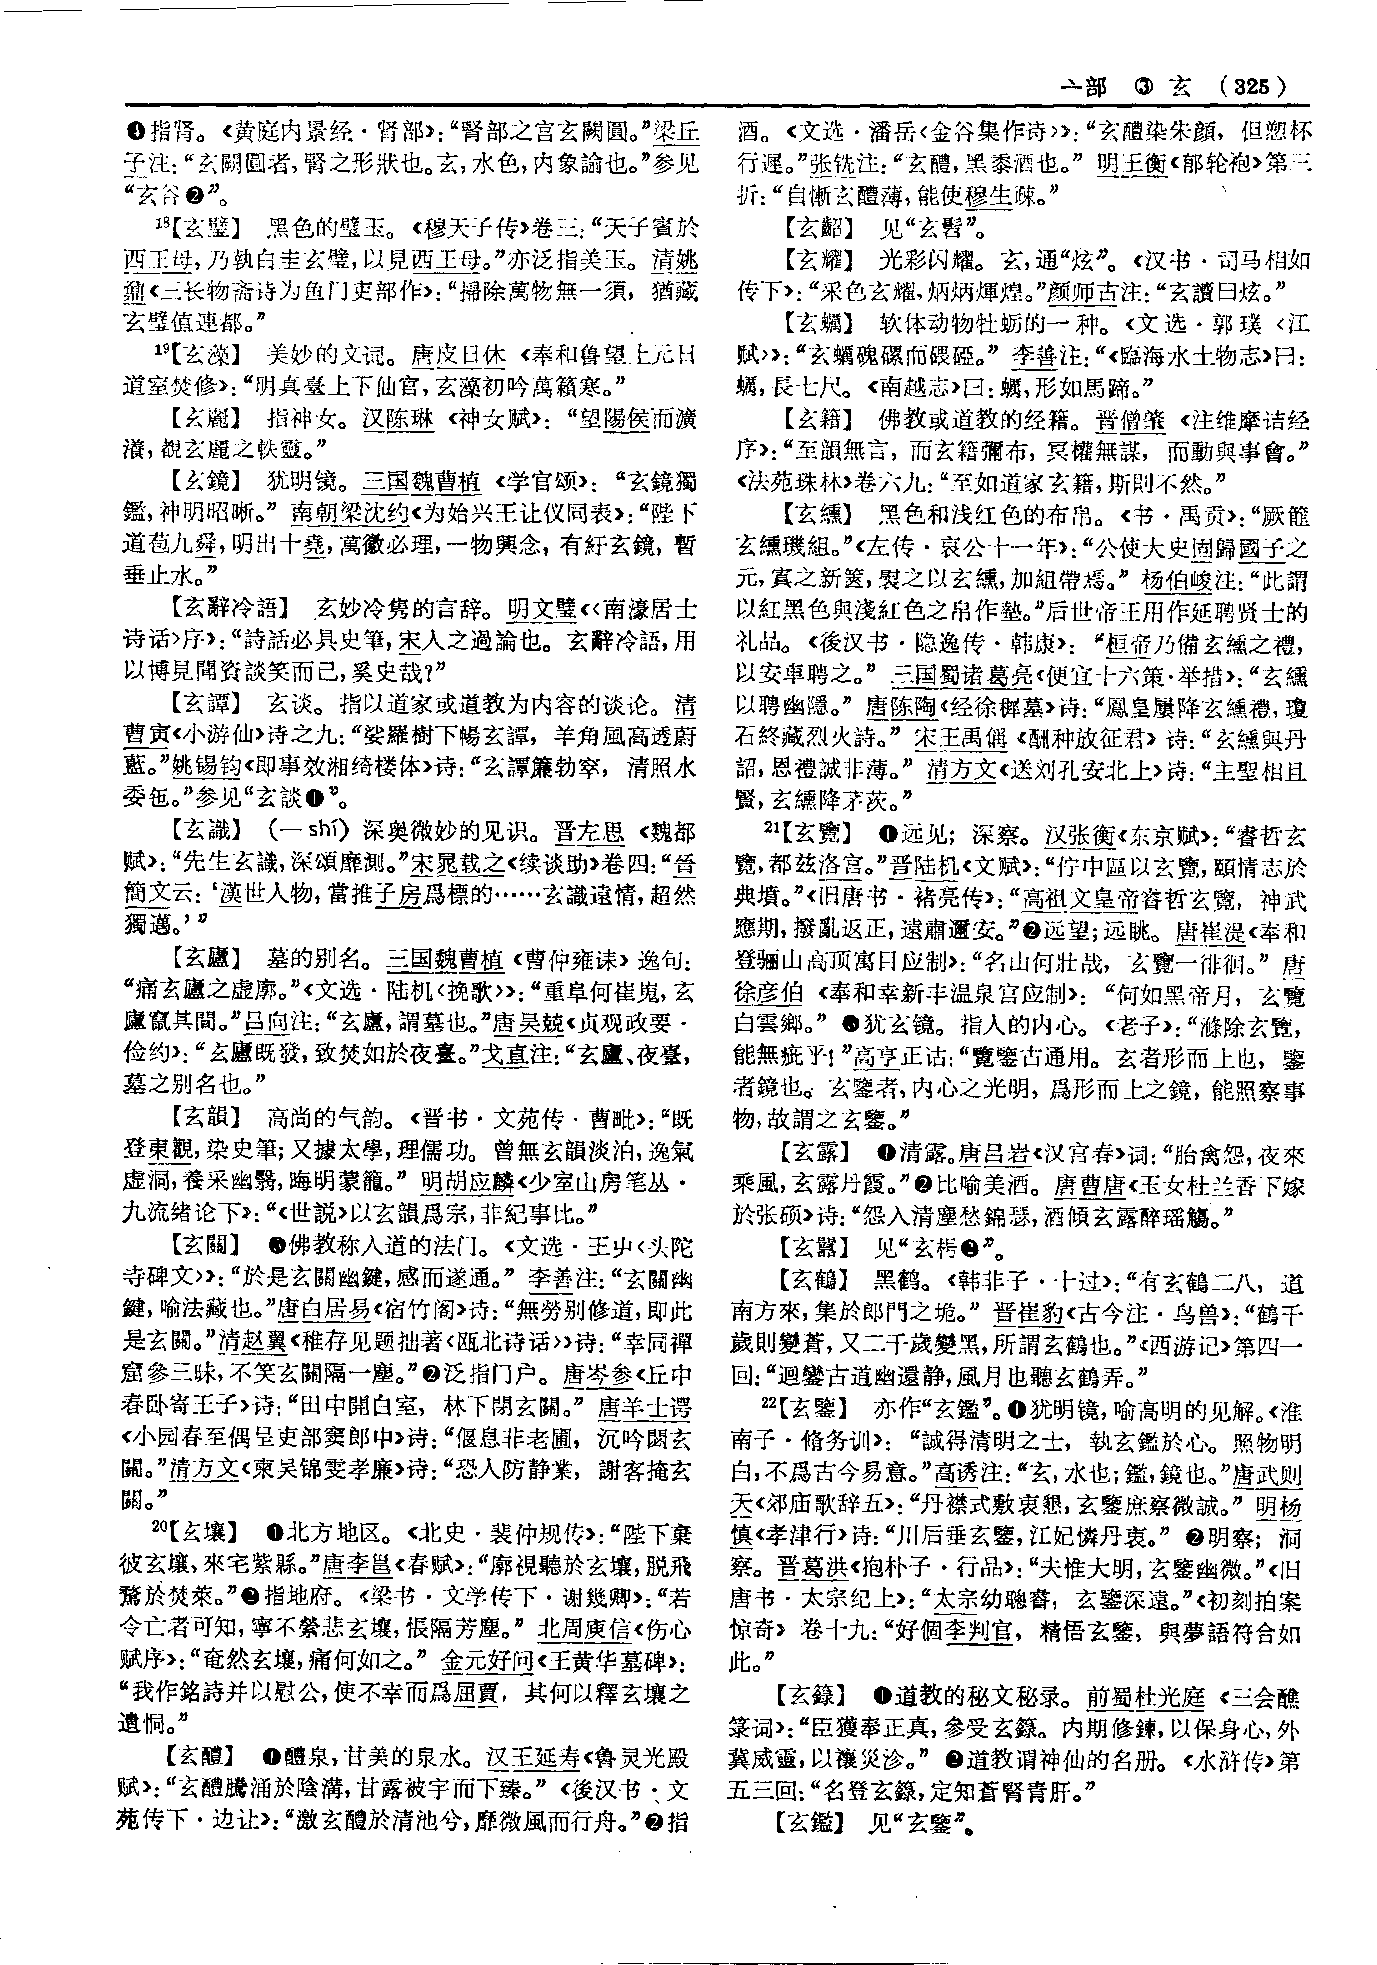 亠部 ③ 玄 (325)
❹指肾。《黄庭内景经·肾部》：“腎部之宫玄闕圓。”梁丘
子注：“玄闕圓者，腎之形狀也。玄，水色，内象諭也。”参见
“玄谷❷”。
18【玄璧】 黑色的璧玉。《穆天子传》卷三：“天子賓於
西王母，乃執白圭玄璧，以見西王母。”亦泛指美玉。清姚
鼐《三长物斋诗为鱼门吏部作》：“掃除萬物無一須，猶藏
玄璧值連都。”
19【玄藻】 美妙的文词。唐皮日休《奉和鲁望上元日
道室焚修》：“明真臺上下仙官，玄藻初吟萬籟寒。”
【玄麗】 指神女。汉陈琳《神女赋》：“望陽侯而瀇
瀁，覩玄麗之軼靈。”
【玄鏡】 犹明镜。三国魏曹植《学官颂》：“玄鏡獨
鑑，神明昭晰。”南朝梁沈约《为始兴王让仪同表》：“陛下
道苞九舜，明出十堯，萬徽必理，一物興念，有紆玄鏡，暫
垂止水。”
【玄辭冷語】 玄妙冷隽的言辞。明文璧《〈南濠居士
诗话〉序》：“詩話必具史筆，宋人之過論也。玄辭冷語，用
以博見聞資談笑而已，奚史哉？”
【玄譚】 玄谈。指以道家或道教为内容的谈论。清
曹寅《小游仙》诗之九：“娑羅樹下暢玄譚，羊角風高透蔚
藍。”姚锡钧《即事效湘绮楼体》诗：“玄譚簾勃窣，清照水
委㐌。”参见“玄談❶”。
【玄識】 （一shí）深奥微妙的见识。晋左思《魏都
赋》：“先生玄識，深頌靡測。”宋晁载之《续谈助》卷四：“晉
簡文云：‘漢世人物，當推子房爲標的……玄識遠情，超然
獨邁。’”
【玄廬】 墓的别名。三国魏曹植《曹仲雍诔》逸句：
“痛玄廬之虚廓。”《文选·陆机〈挽歌〉》：“重阜何崔嵬，玄
廬竄其間。”吕向注：“玄廬，謂墓也。”唐吴兢《贞观政要·
俭约》：“玄廬既發，致焚如於夜臺。”戈直注：“玄廬、夜臺，
墓之别名也。”
【玄韻】 高尚的气韵。《晋书·文苑传·曹毗》：“既
登東觀，染史筆；又據太學，理儒功。曾無玄韻淡泊，逸氣
虚洞，養采幽翳，晦明蒙籠。”明胡应麟《少室山房笔丛·
九流绪论下》：“《世説》以玄韻爲宗，非紀事比。”
【玄關】 ❶佛教称入道的法门。《文选·王屮〈头陀
寺碑文〉》：“於是玄關幽鍵，感而遂通。”李善注：“玄關幽
鍵，喻法藏也。”唐白居易《宿竹阁》诗：“無勞别修道，即此
是玄關。”清赵翼《稚存见题拙著〈瓯北诗话〉》诗：“幸同禪
窟參三昧，不笑玄關隔一塵。”❷泛指门户。唐岑参《丘中
春卧寄王子》诗：“田中開白室，林下閉玄關。”唐羊士谔
《小园春至偶呈吏部窦郎中》诗：“偃息非老圃，沉吟閟玄
關。”清方文《柬吴锦雯孝廉》诗：“恐人防静業，謝客掩玄
關。”
20【玄壤】 ❶北方地区。《北史·裴仲规传》：“陛下棄
彼玄壤，來宅紫縣。”唐李邕《春赋》：“廓視聽於玄壤，脱飛
騖於焚萊。”❷指地府。《梁书·文学传下·谢幾卿》：“若
令亡者可知，寧不縈悲玄壤，悵隔芳塵。”北周庾信《伤心
赋序》：“奄然玄壤，痛何如之。”金元好问《王黄华墓碑》：
“我作銘詩并以慰公，使不幸而爲屈賈，其何以釋玄壤之
遺恫。”
【玄醴】 ❶醴泉，甘美的泉水。汉王延寿《鲁灵光殿
赋》：“玄醴騰涌於陰溝，甘露被宇而下臻。”《後汉书·文
苑传下·边让》：“激玄醴於清池兮，靡微風而行舟。”❷指
酒。《文选·潘岳〈金谷集作诗〉》：“玄醴染朱顔，但愬杯
行遲。”张铣注：“玄醴，黑黍酒也。”明王衡《郁轮袍》第三
折：“自慚玄醴薄，能使穆生疎。”
【玄齠】 见“玄髫”。
【玄耀】 光彩闪耀。玄，通“炫”。《汉书·司马相如
传下》：“采色玄耀，炳炳煇煌。”颜师古注：“玄讀曰炫。”
【玄蠣】 软体动物牡蛎的一种。《文选·郭璞〈江
赋〉》：“玄蠣磈磥而碨磊。”李善注：“《臨海水土物志》曰：
蠣，長七尺。《南越志》曰：蠣，形如馬蹄。”
【玄籍】 佛教或道教的经籍。晋僧肇《注维摩诘经
序》：“至韻無言，而玄籍彌布，冥權無謀，而動與事會。”
《法苑珠林》卷六九：“至如道家玄籍，斯則不然。”
【玄纁】 黑色和浅红色的布帛。《书·禹贡》：“厥篚
玄纁璣組。”《左传·哀公十一年》：“公使大史固歸國子之
元，寘之新篋，褽之以玄纁，加組帶焉。”杨伯峻注：“此謂
以紅黑色與淺紅色之帛作墊。”后世帝王用作延聘贤士的
礼品。《後汉书·隐逸传·韩康》：“桓帝乃備玄纁之禮，
以安車聘之。”三国蜀诸葛亮《便宜十六策·举措》：“玄纁
以聘幽隱。”唐陈陶《经徐稺墓》诗：“鳳皇屢降玄纁禮，瓊
石終藏烈火詩。”宋王禹偁《酬种放征君》诗：“玄纁與丹
詔，恩禮誠非薄。”清方文《送刘孔安北上》诗：“主聖相且
賢，玄纁降茅茨。”
21【玄覽】 ❶远见；深察。汉张衡《东京赋》：“睿哲玄
覽，都兹洛宫。”晋陆机《文赋》：“佇中區以玄覽，頤情志於
典墳。”《旧唐书·褚亮传》：“高祖文皇帝睿哲玄覽，神武
應期，撥亂返正，遠肅邇安。”❷远望；远眺。唐崔湜《奉和
登骊山高顶寓目应制》：“名山何壯哉，玄覽一徘徊。”唐
徐彦伯《奉和幸新丰温泉宫应制》：“何如黑帝月，玄覽
白雲鄉。”❸犹玄镜。指人的内心。《老子》：“滌除玄覽，
能無疵乎！”高亨正诂：“覽鑒古通用。玄者形而上也，鑒
者鏡也。玄鑒者，内心之光明，爲形而上之鏡，能照察事
物，故謂之玄鑒。”
【玄露】 ❶清露。唐吕岩《汉宫春》词：“胎禽怨，夜來
乘風，玄露丹霞。”❷比喻美酒。唐曹唐《玉女杜兰香下嫁
於张硕》诗：“怨入清塵愁錦瑟，酒傾玄露醉瑶觴。”
【玄囂】 见“玄枵❷”。
【玄鶴】 黑鹤。《韩非子·十过》：“有玄鶴二八，道
南方來，集於郎門之垝。”晋崔豹《古今注·鸟兽》：“鶴千
歲則變蒼，又二千歲變黑，所謂玄鶴也。”《西游记》第四一
回：“迴鑾古道幽還静，風月也聽玄鶴弄。”
22【玄鑒】 亦作“玄鑑”。❶犹明镜，喻高明的见解。《淮
南子·脩务训》：“誠得清明之士，執玄鑑於心。照物明
白，不爲古今易意。”高诱注：“玄，水也；鑑，鏡也。”唐武则
天《郊庙歌辞五》：“丹襟式敷衷懇，玄鑒庶察微誠。”明杨
慎《孝津行》诗：“川后垂玄鑒，江妃憐丹衷。”❷明察；洞
察。晋葛洪《抱朴子·行品》：“夫惟大明，玄鑒幽微。”《旧
唐书·太宗纪上》：“太宗幼聰睿，玄鑒深遠。”《初刻拍案
惊奇》卷十九：“好個李判官，精悟玄鑒，與夢語符合如
此。”
【玄籙】 ❶道教的秘文秘录。前蜀杜光庭《三会醮
箓词》：“臣獲奉正真，參受玄籙。内期修鍊，以保身心，外
冀威靈，以禳災沴。”❷道教谓神仙的名册。《水浒传》第
五三回：“名登玄籙，定知蒼腎青肝。”
【玄鑑】 见“玄鑒”。